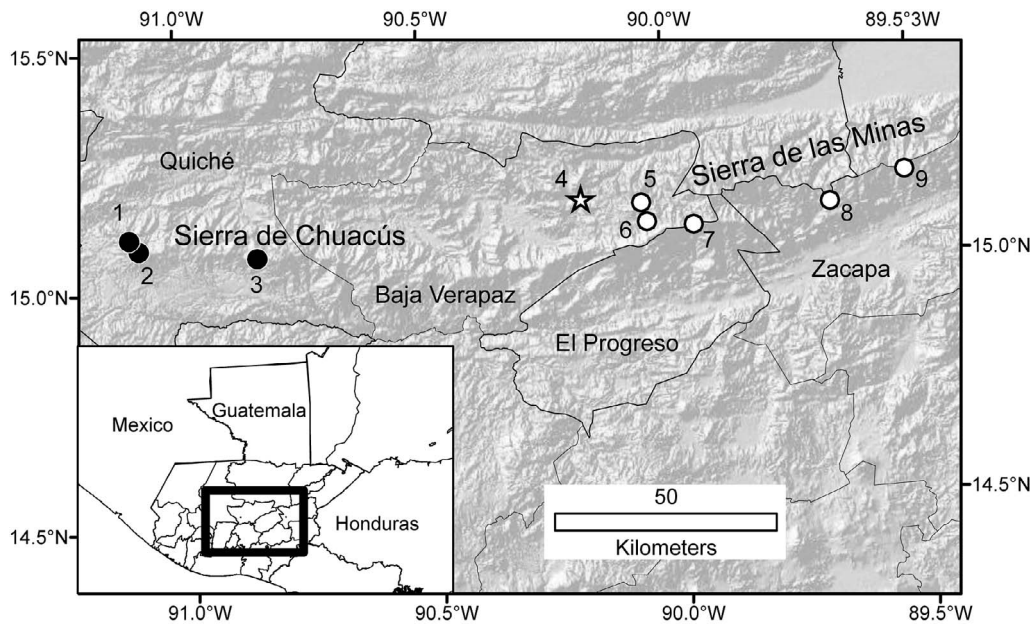 91.0°W 90.5°W 90.0°W 89.5°W
15.5°N
Sierra de las Minas
Quiché
9
4
5
8
1
Sierra de Chuacús
6
7
15.0°N
2
Zacapa
3
15.0°N
Baja Verapaz
El Progreso
Guatemala
Mexico
50
14.5°N
Honduras
14.5°N
Kilometers
91.0°W 90.5°W 90.0°W 89.5°W